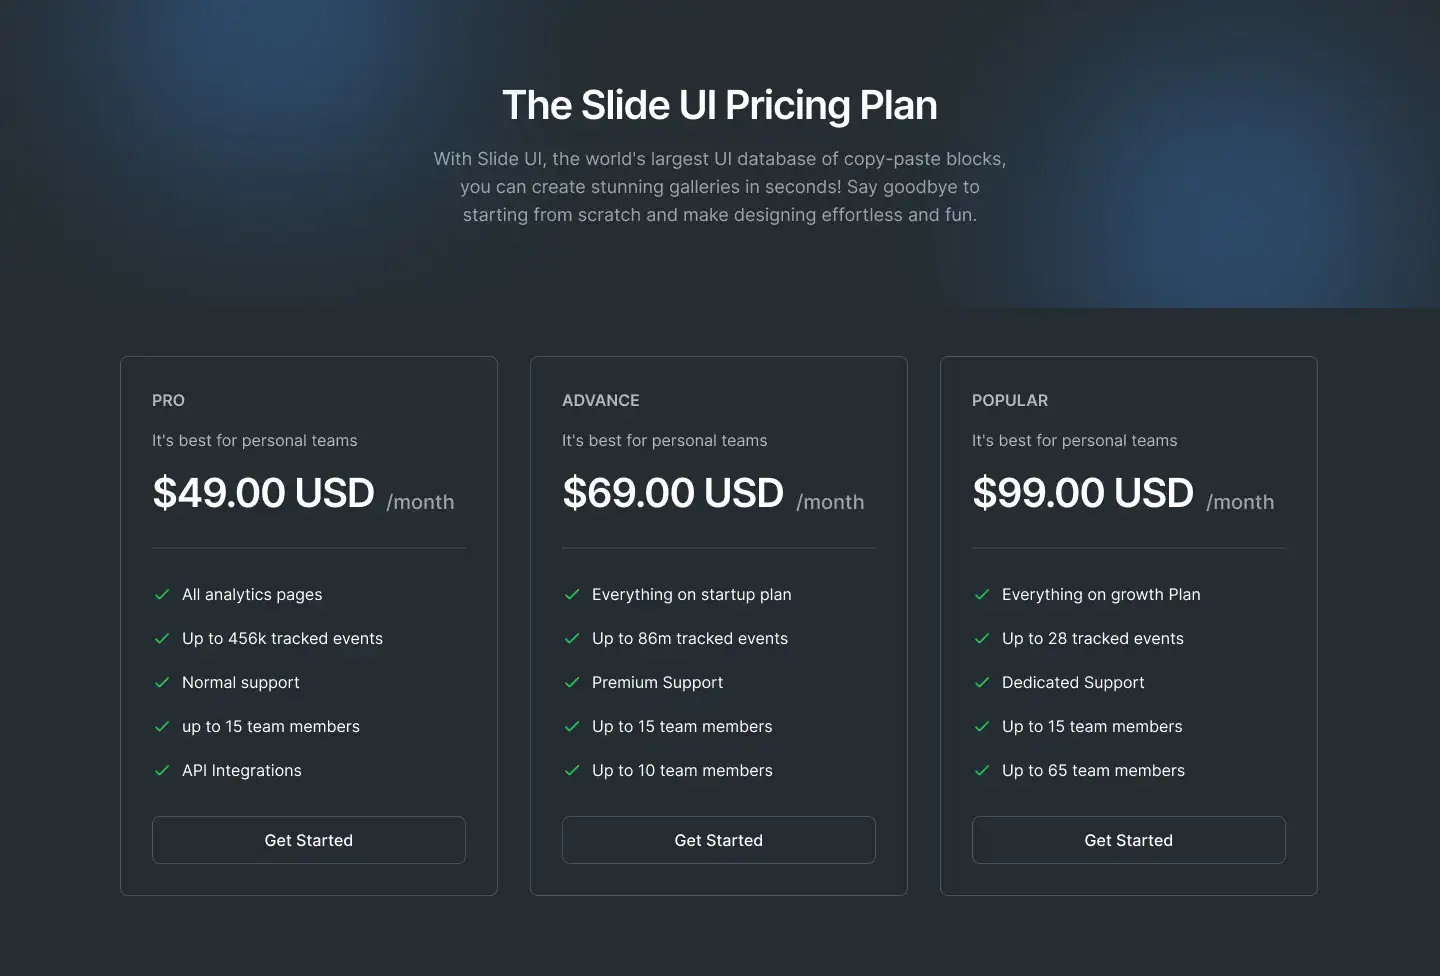 The Slide UI Pricing Plan
With Slide UI, the world's largest UI database of copy-paste blocks,
you can create stunning galleries in seconds! Say goodbye to
starting from scratch and make designing effortless and fun.
PRO
It's best for personal teams
$49.00 USD /month
All analytics pages
Up to 456k tracked events
Normal support
up to 15 team members
API Integrations
Get Started
ADVANCE
It's best for personal teams
$69.00 USD /month
Everything on startup plan
Up to 86m tracked events
Premium Support
Up to 15 team members
Up to 10 team members
Get Started
POPULAR
It's best for personal teams
$99.00 USD /month
Everything on growth Plan
Up to 28 tracked events
Dedicated Support
Up to 15 team members
Up to 65 team members
Get Started